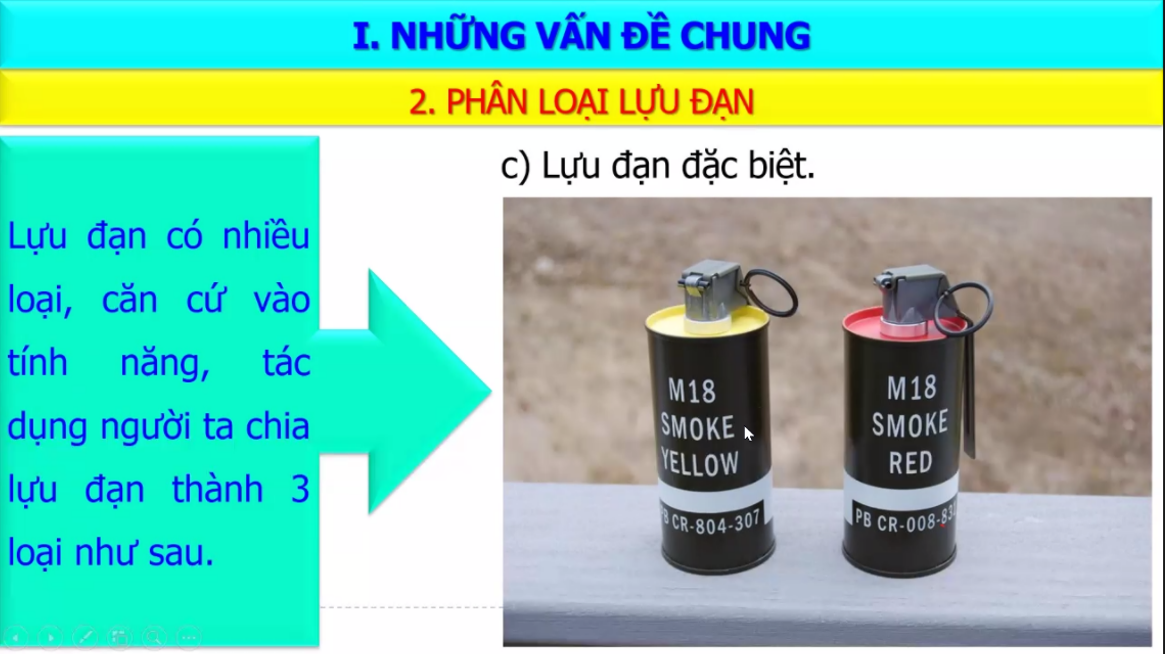 I. NHỮNG VẤN ĐỀ CHUNG
2. PHÂN LOẠI LỰU ĐẠN
c) Lựu đạn đặc biệt.
Lựu đạn có nhiều
loại, căn cứ vào
tính năng, tác
dụng người ta chia
lựu đạn thành 3
loại như sau.
M18
SMOKE
YELLOW
PB CR-804-307
M18
SMOKE
RED
PB CR-008-83